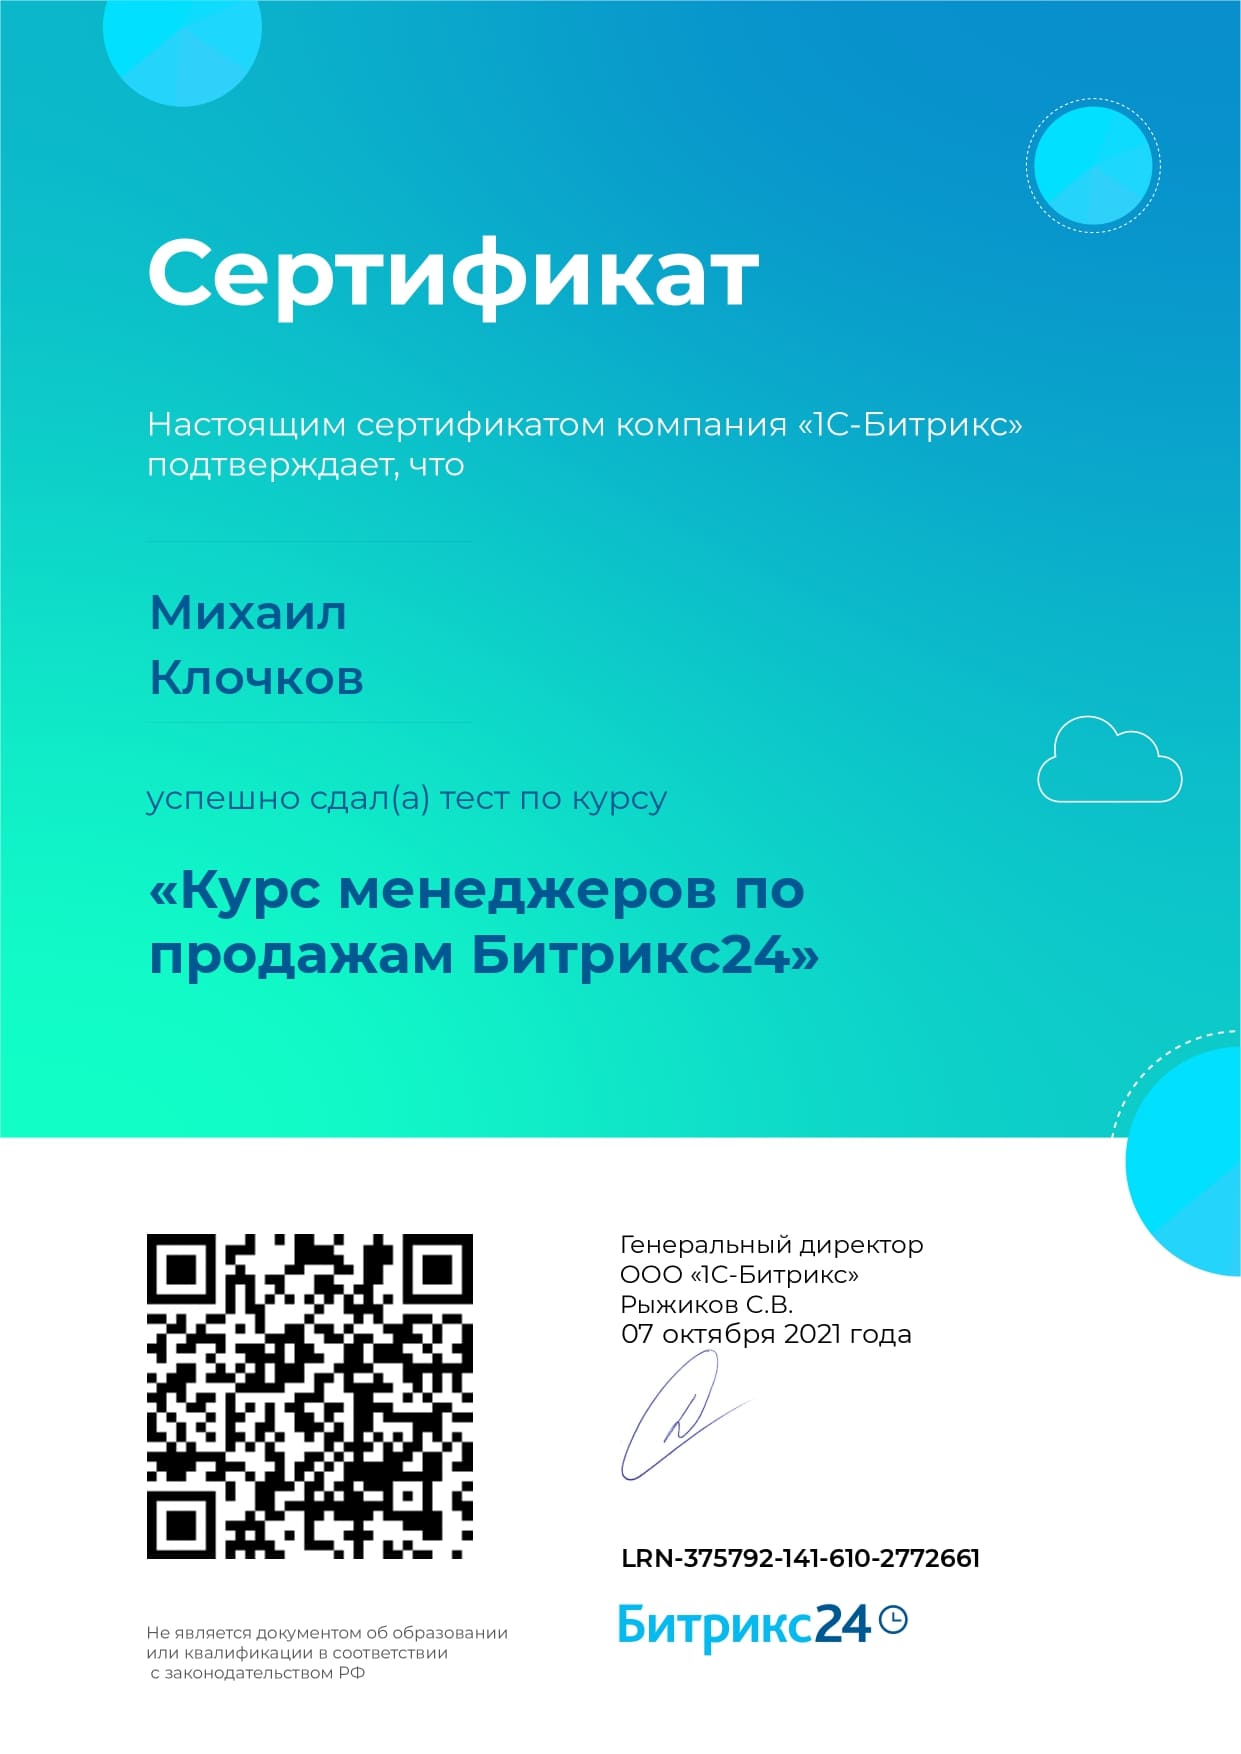 Сертификат
Настоящим сертификатом компания «1С-Битрикс»
подтверждает, что
Михаил
Клочков
успешно сдал(а) тест по курсу
«Курс менеджеров по
продажам Битрикс24»
Генеральный директор
ООО «1С-Битрикс»
Рыжиков С.В.
07 октября 2021 года
LRN-375792-141-610-2772661
Битрикс24
Не является документом об образовании
или квалификации в соответствии
с законодательством РФ